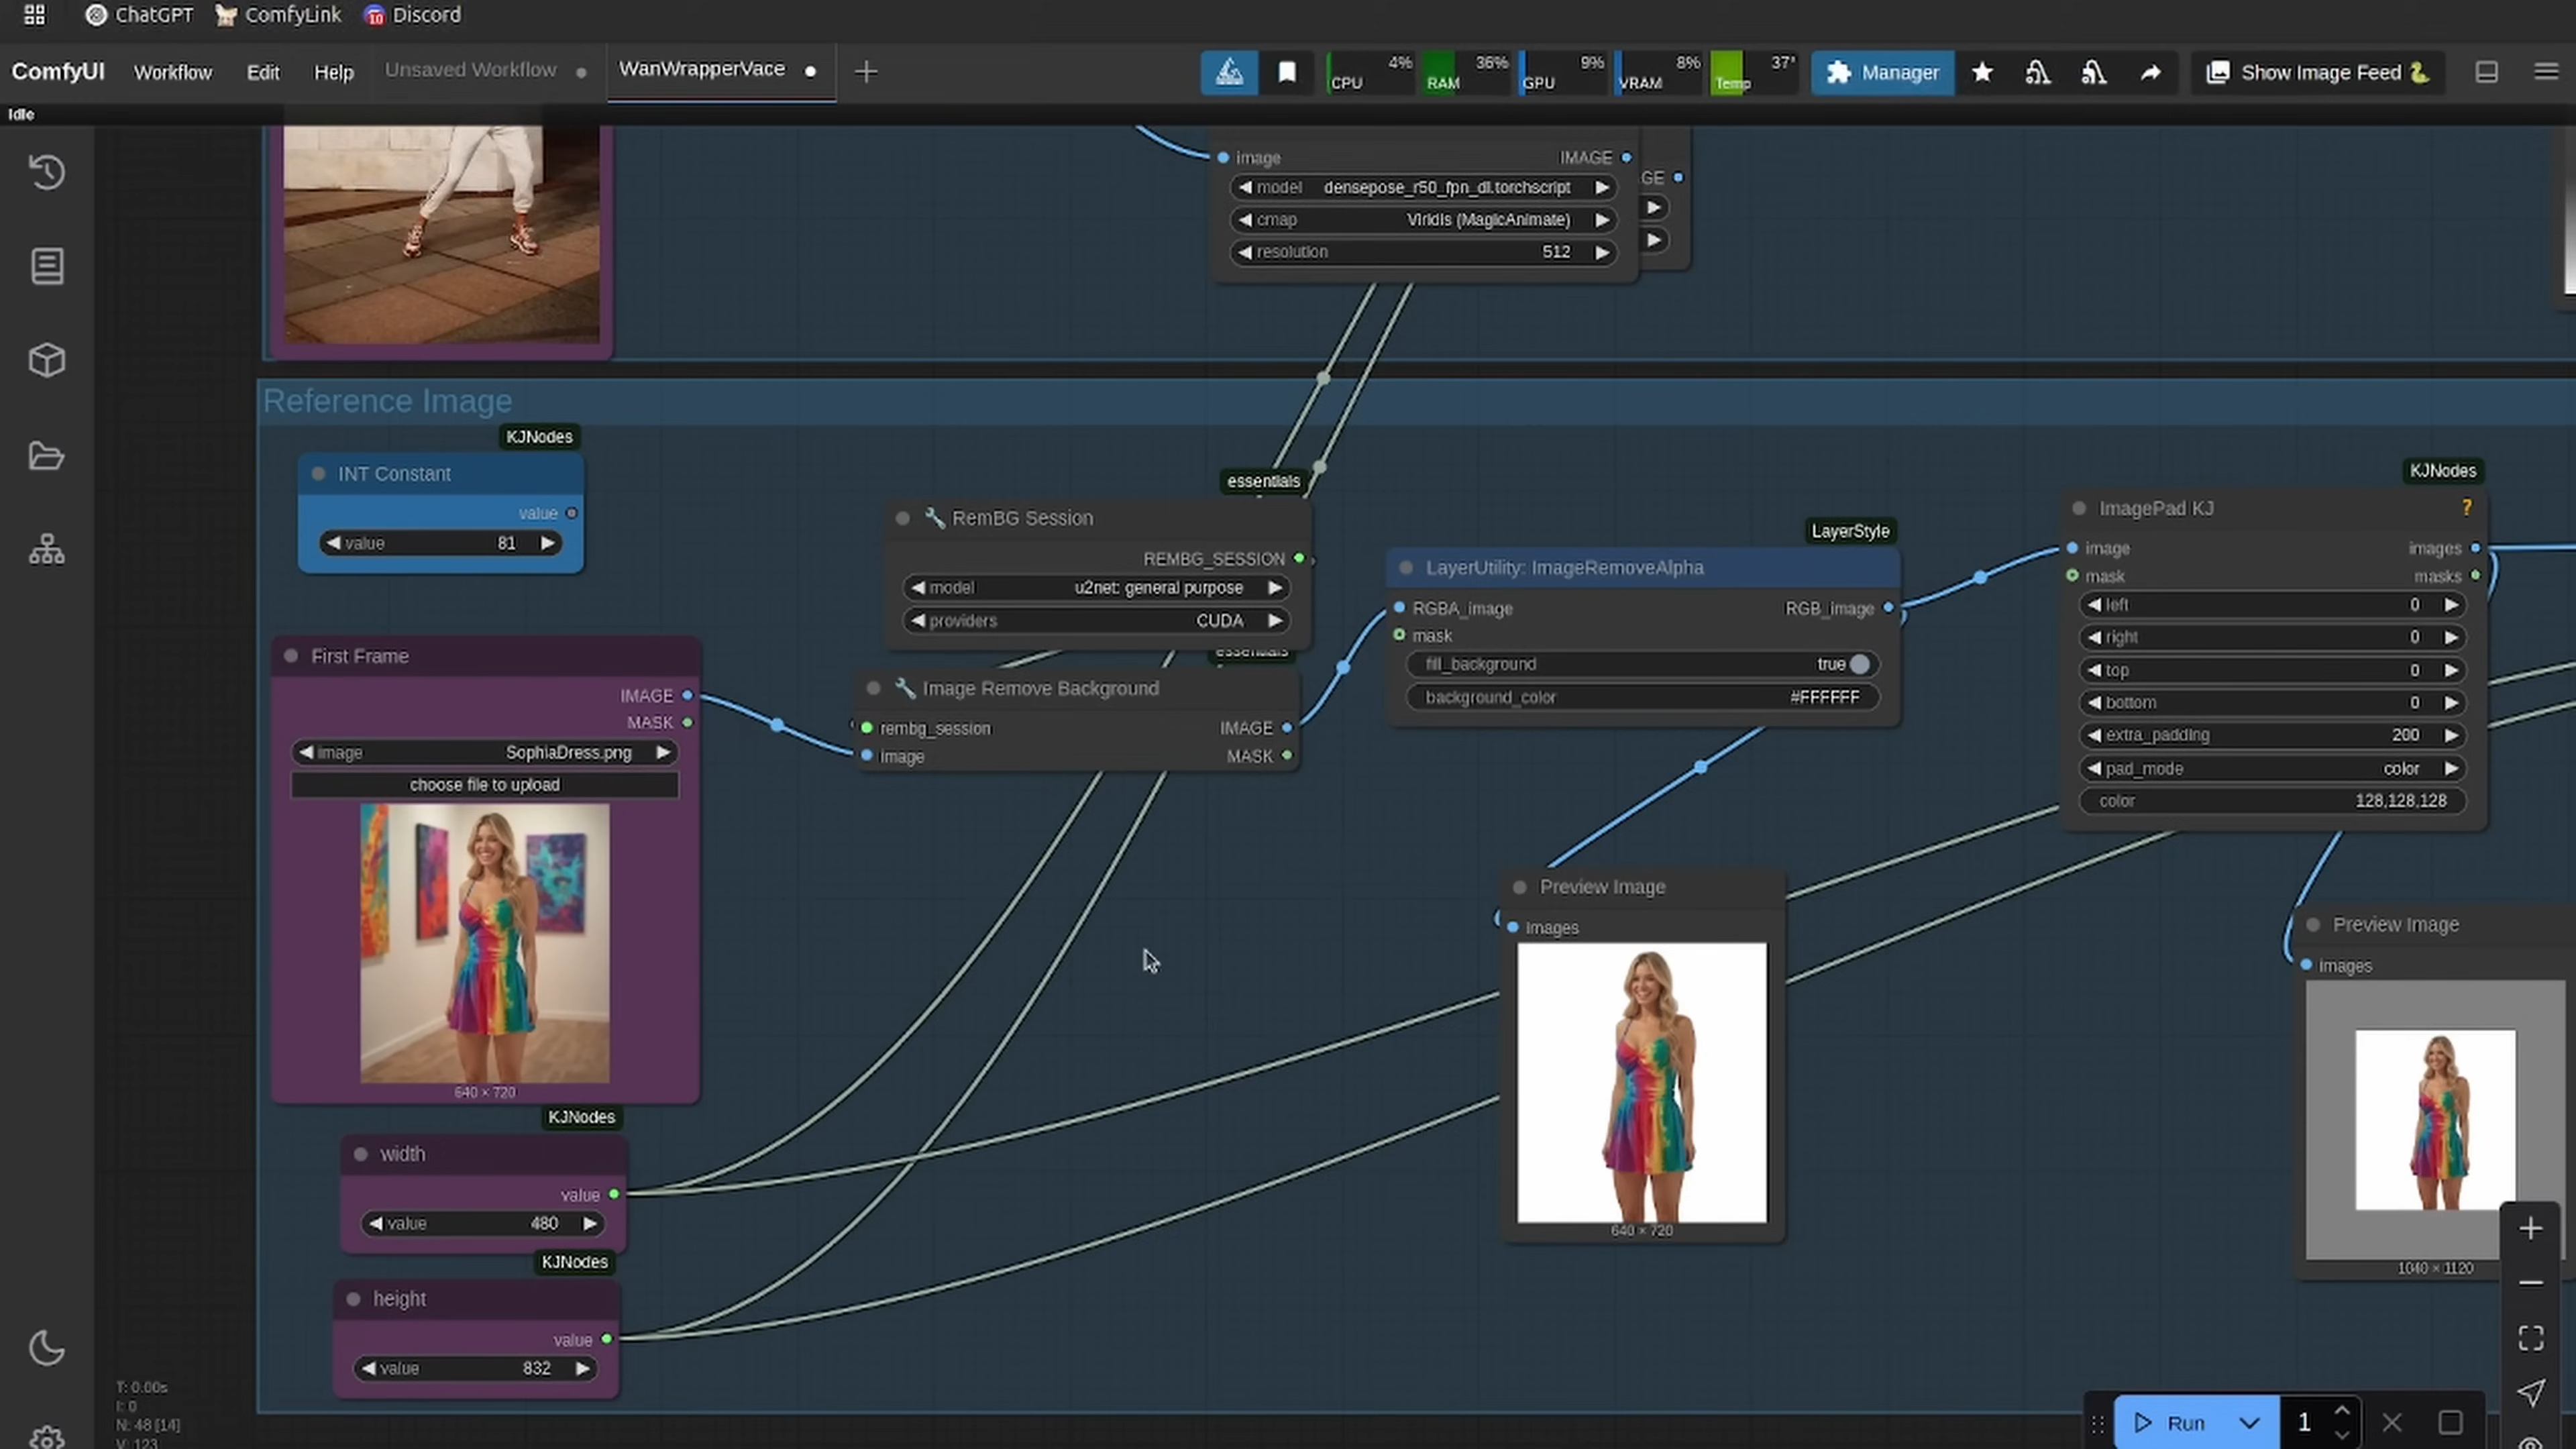 ChatGPT ComfyLink 10 Discord
ComfyUI Workflow Edit Help Unsaved Workflow WanWrapperVace
CPU 4% RAM 36% GPU 9% VRAM 8% Temp 37° Manager Show Image Feed
Idle
image IMAGE
GE
model densepose_r50_fpn_dl.torchscript
cmap Viridis (MagicAnimate)
resolution 512
Reference Image
KJNodes
INT Constant
value
value 81
essentials
RemBG Session
REMBG_SESSION
model u2net: general purpose
providers CUDA
essentials
Image Remove Background
rembg_session IMAGE
image MASK
LayerStyle
LayerUtility: ImageRemoveAlpha
RGBA_image RGB_image
mask
fill_background true
background_color #FFFFFF
KJNodes
ImagePad KJ ?
image images
mask masks
left 0
right 0
top 0
bottom 0
extra_padding 200
pad_mode color
color 128,128,128
First Frame
IMAGE
MASK
image SophiaDress.png
choose file to upload
640 × 720
KJNodes
width
value
value 480
KJNodes
height
value
value 832
Preview Image
images
640 × 720
Preview Image
images
1040 × 1120
T: 0.00s
I: 0
N: 48 [14]
V: 123
Run 1